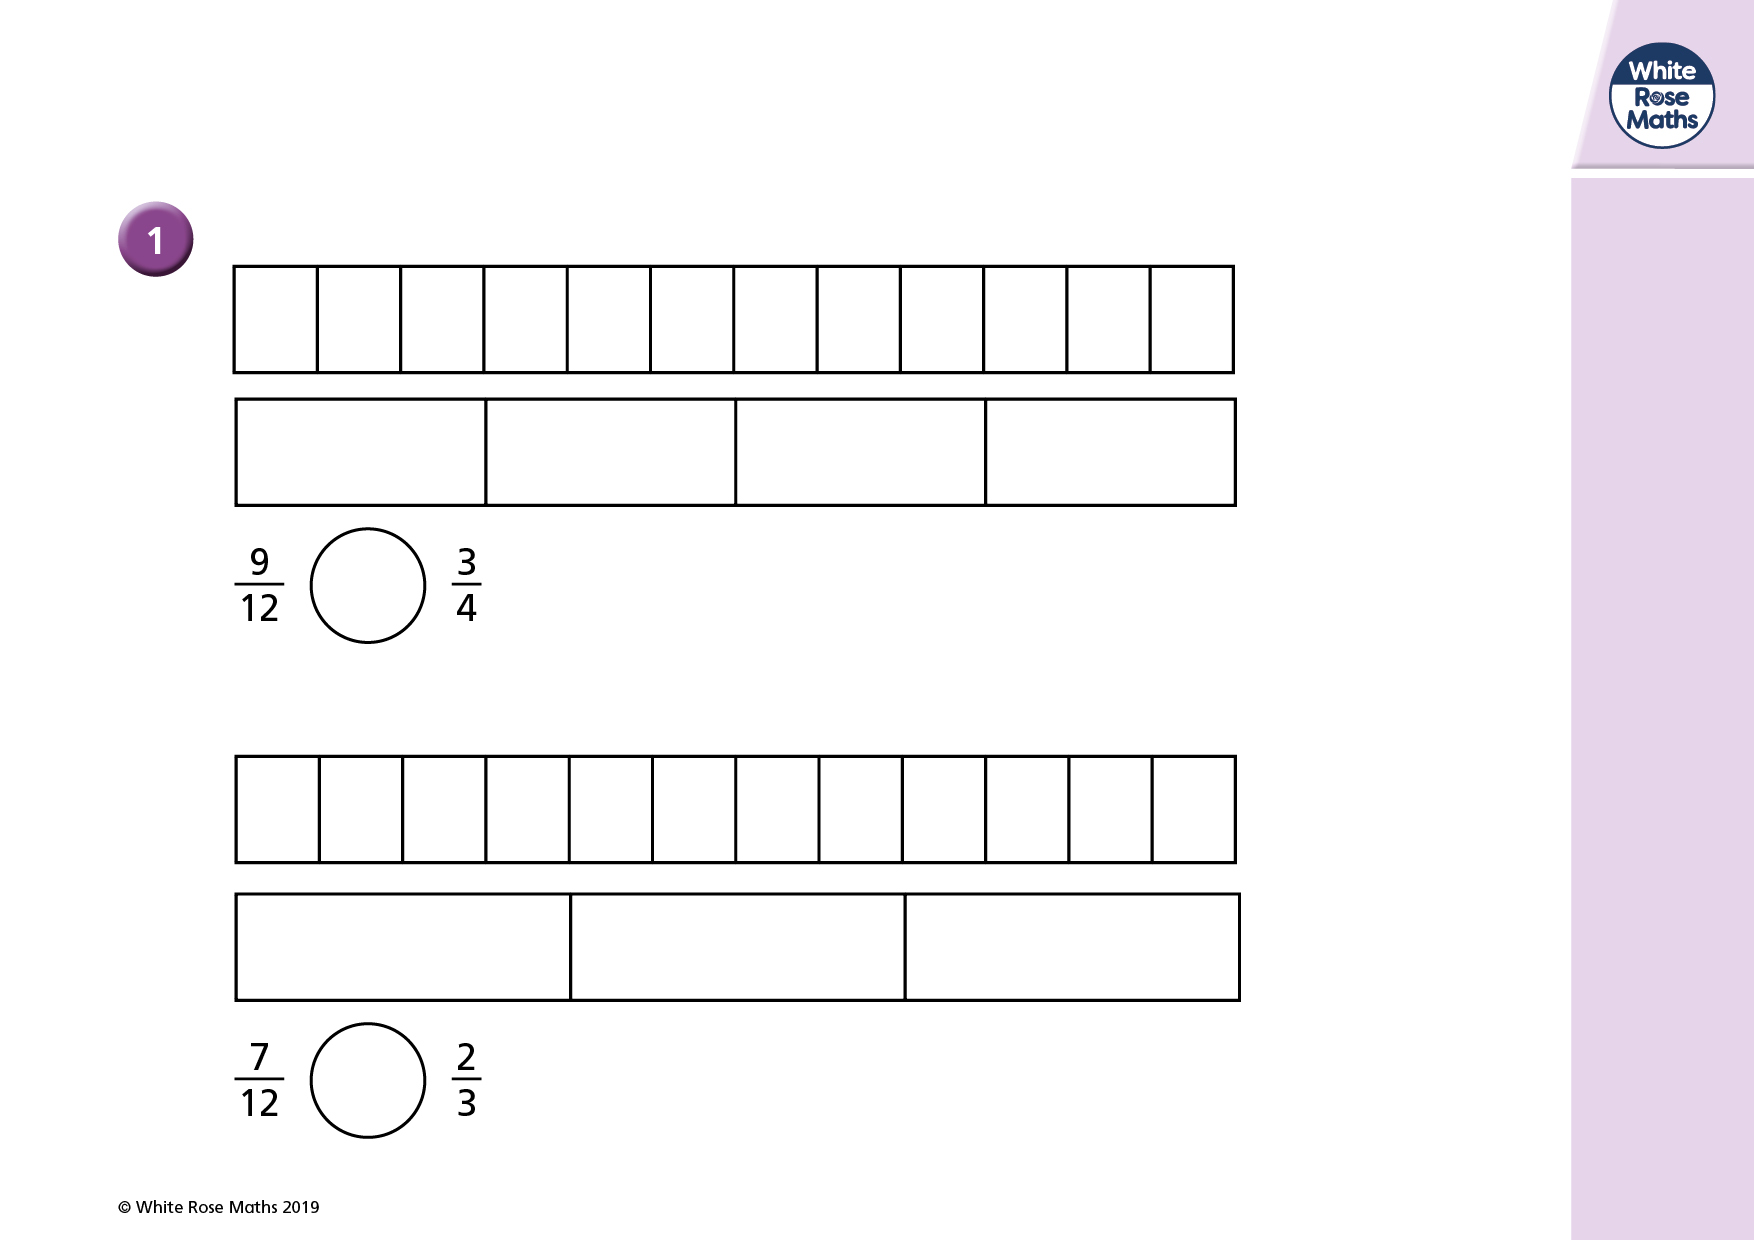 White
Rose
Maths
1
9/12 3/4
7/12 2/3
© White Rose Maths 2019